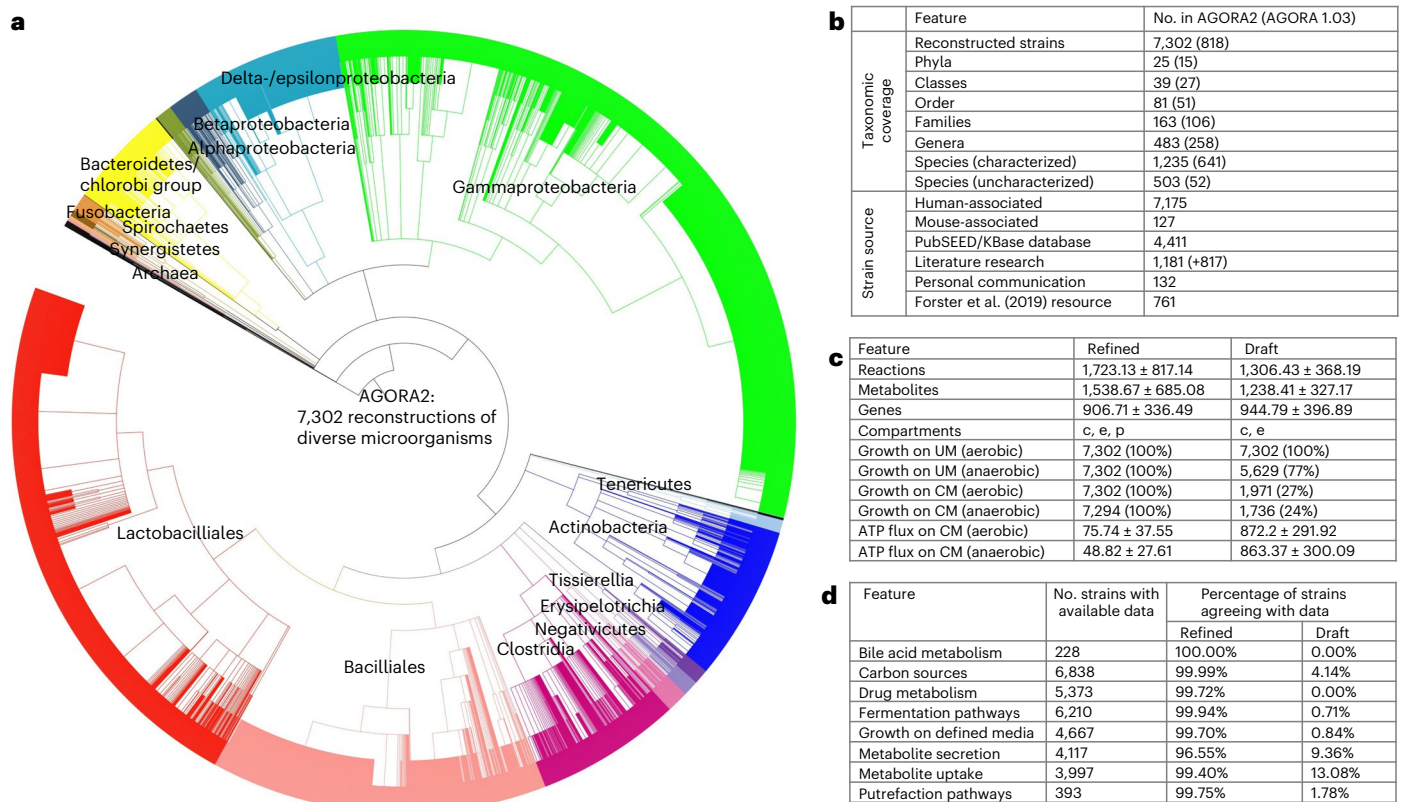 a
Delta-/epsilonproteobacteria
Betaproteobacteria
Alphaproteobacteria
Bacteroidetes/
chlorobi group
Gammaproteobacteria
Fusobacteria
Spirochaetes
Synergistetes
Archaea
AGORA2:
7,302 reconstructions of
diverse microorganisms
Tenericutes
Actinobacteria
Lactobacilliales
Tissierellia
Erysipelotrichia
Negativicutes
Clostridia
Bacilliales
b
Feature No. in AGORA2 (AGORA 1.03)
Taxonomic
coverage
Reconstructed strains 7,302 (818)
Phyla 25 (15)
Classes 39 (27)
Order 81 (51)
Families 163 (106)
Genera 483 (258)
Species (characterized) 1,235 (641)
Species (uncharacterized) 503 (52)
Strain source
Human-associated 7,175
Mouse-associated 127
PubSEED/KBase database 4,411
Literature research 1,181 (+817)
Personal communication 132
Forster et al. (2019) resource 761
c
Feature Refined Draft
Reactions 1,723.13 ± 817.14 1,306.43 ± 368.19
Metabolites 1,538.67 ± 685.08 1,238.41 ± 327.17
Genes 906.71 ± 336.49 944.79 ± 396.89
Compartments c, e, p c, e
Growth on UM (aerobic) 7,302 (100%) 7,302 (100%)
Growth on UM (anaerobic) 7,302 (100%) 5,629 (77%)
Growth on CM (aerobic) 7,302 (100%) 1,971 (27%)
Growth on CM (anaerobic) 7,294 (100%) 1,736 (24%)
ATP flux on CM (aerobic) 75.74 ± 37.55 872.2 ± 291.92
ATP flux on CM (anaerobic) 48.82 ± 27.61 863.37 ± 300.09
d
Feature No. strains with Percentage of strains
available data agreeing with data
Refined Draft
Bile acid metabolism 228 100.00% 0.00%
Carbon sources 6,838 99.99% 4.14%
Drug metabolism 5,373 99.72% 0.00%
Fermentation pathways 6,210 99.94% 0.71%
Growth on defined media 4,667 99.70% 0.84%
Metabolite secretion 4,117 96.55% 9.36%
Metabolite uptake 3,997 99.40% 13.08%
Putrefaction pathways 393 99.75% 1.78%